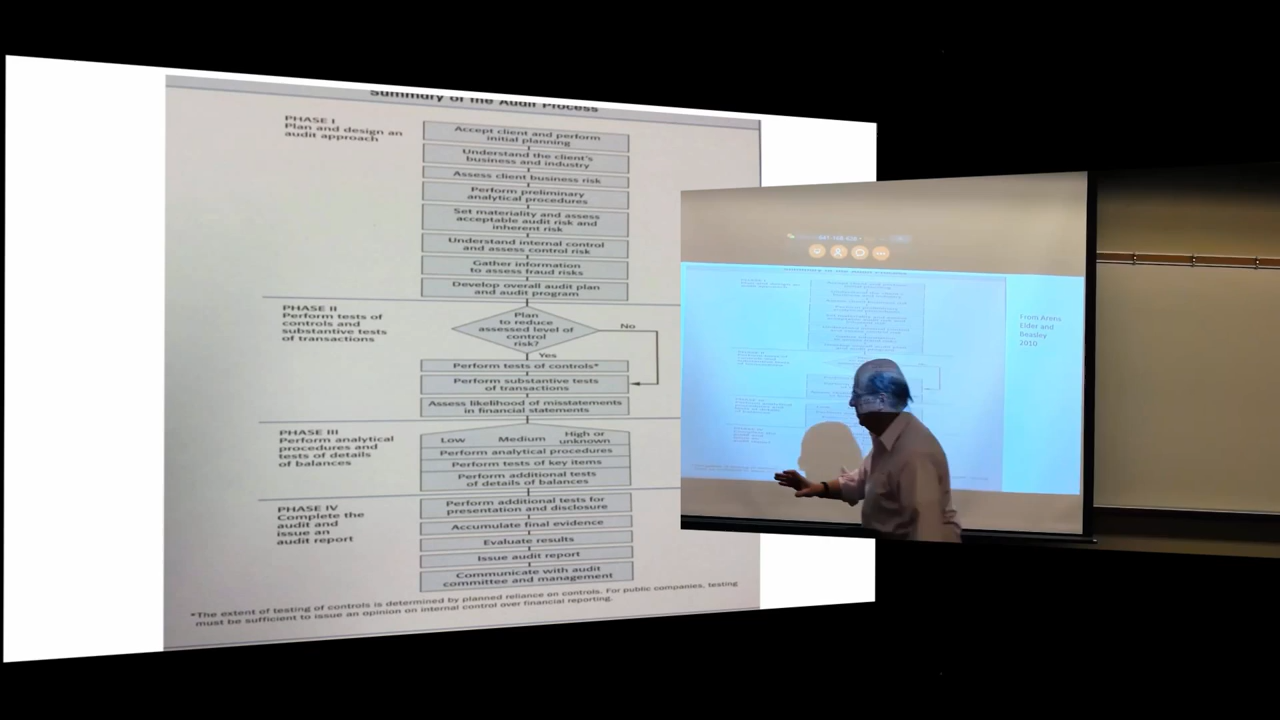 Summary of the Audit Process
PHASE I
Plan and design an
audit approach
Accept client and perform
initial planning
Understand the client's
business and industry
Assess client business risk
Perform preliminary
analytical procedures
Set materiality and assess
acceptable audit risk and
inherent risk
Understand internal control
and assess control risk
Gather information
to assess fraud risks
Develop overall audit plan
and audit program
PHASE II
Perform tests of
controls and
substantive tests
of transactions
Plan
to reduce
assessed level of
control
risk?
No
Yes
Perform tests of controls*
Perform substantive tests
of transactions
Assess likelihood of misstatements
in financial statements
PHASE III
Perform analytical
procedures and
tests of details
of balances
Low Medium High or
unknown
Perform analytical procedures
Perform tests of key items
Perform additional tests
of details of balances
PHASE IV
Complete the
audit and
issue an
audit report
Perform additional tests for
presentation and disclosure
Accumulate final evidence
Evaluate results
Issue audit report
Communicate with audit
committee and management
*The extent of testing of controls is determined by planned reliance on controls. For public companies, testing
must be sufficient to issue an opinion on internal control over financial reporting.
From Arens
Elder and
Beasley
2010